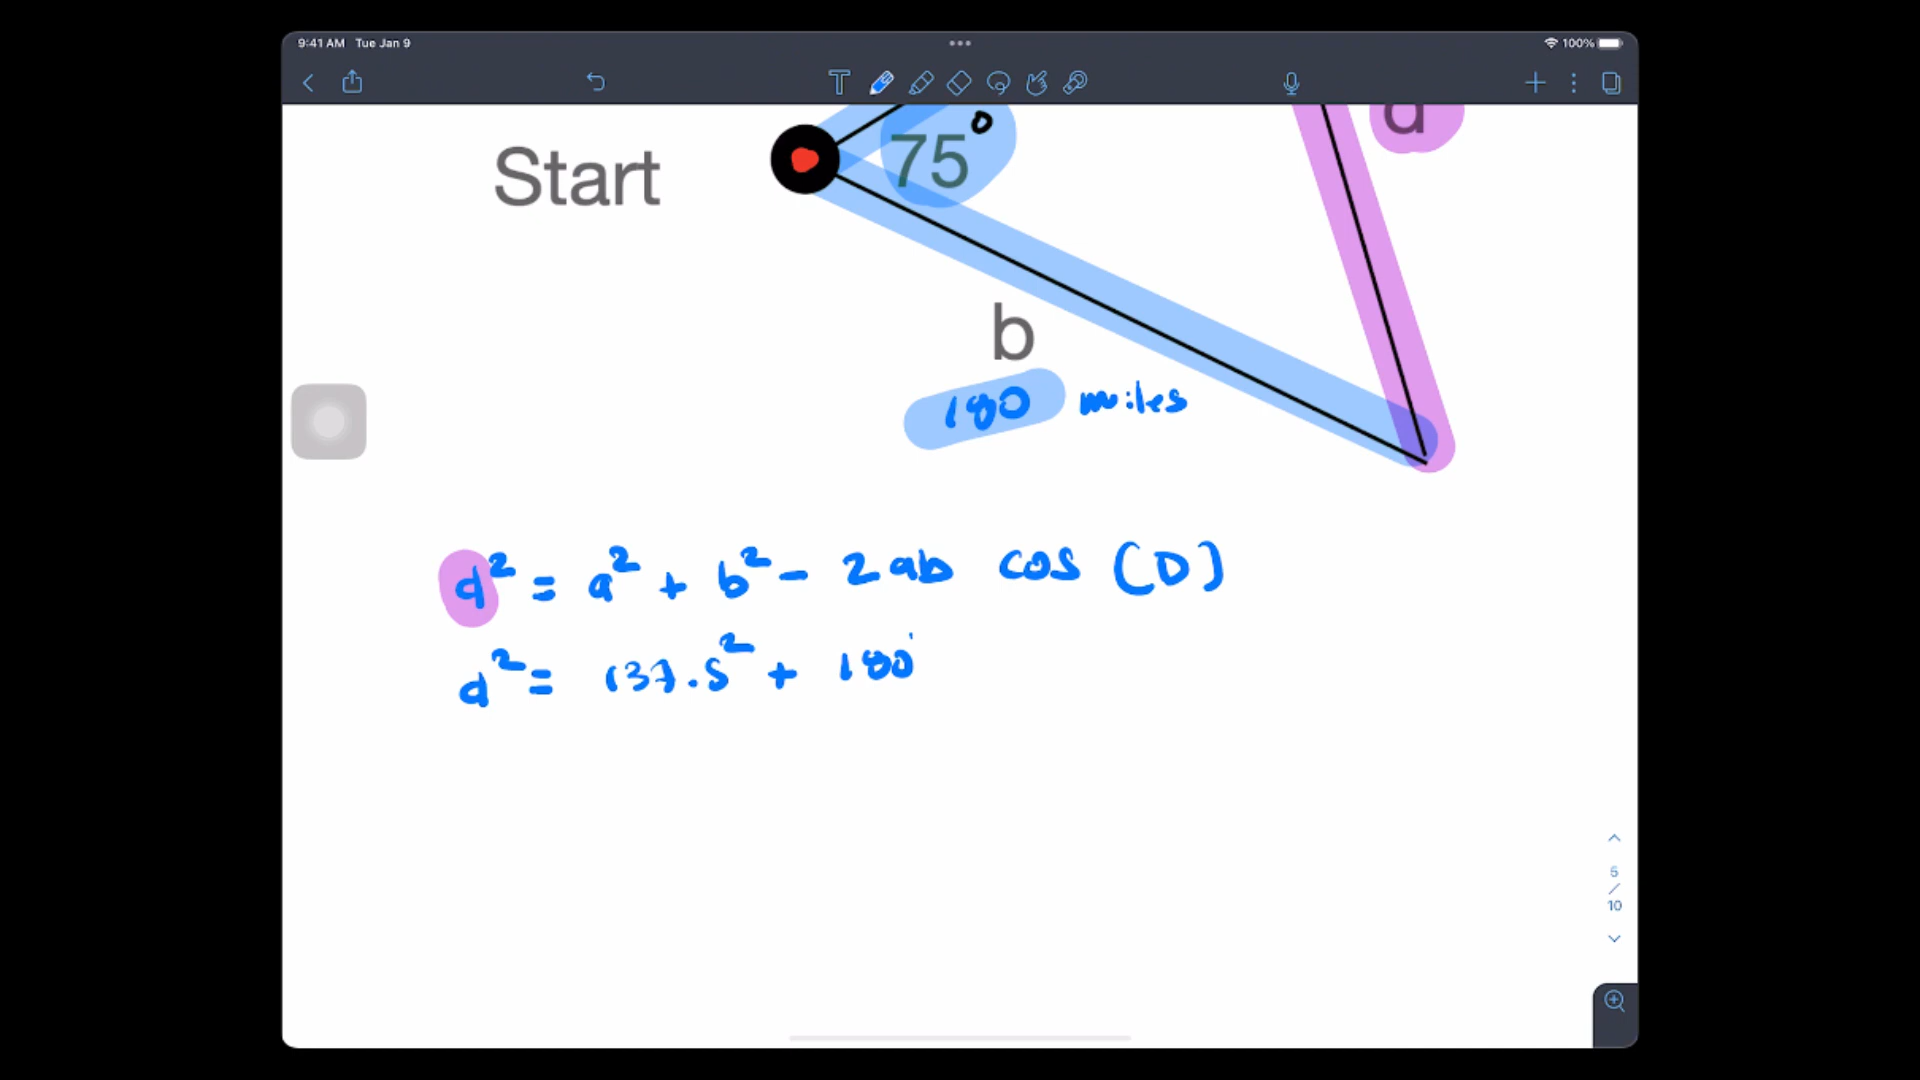 9:41 AM Tue Jan 9
100%
d
75°
Start
b
180 miles
d² = a² + b² - 2ab cos (D)
d² = 137.5² + 180
5
/
10